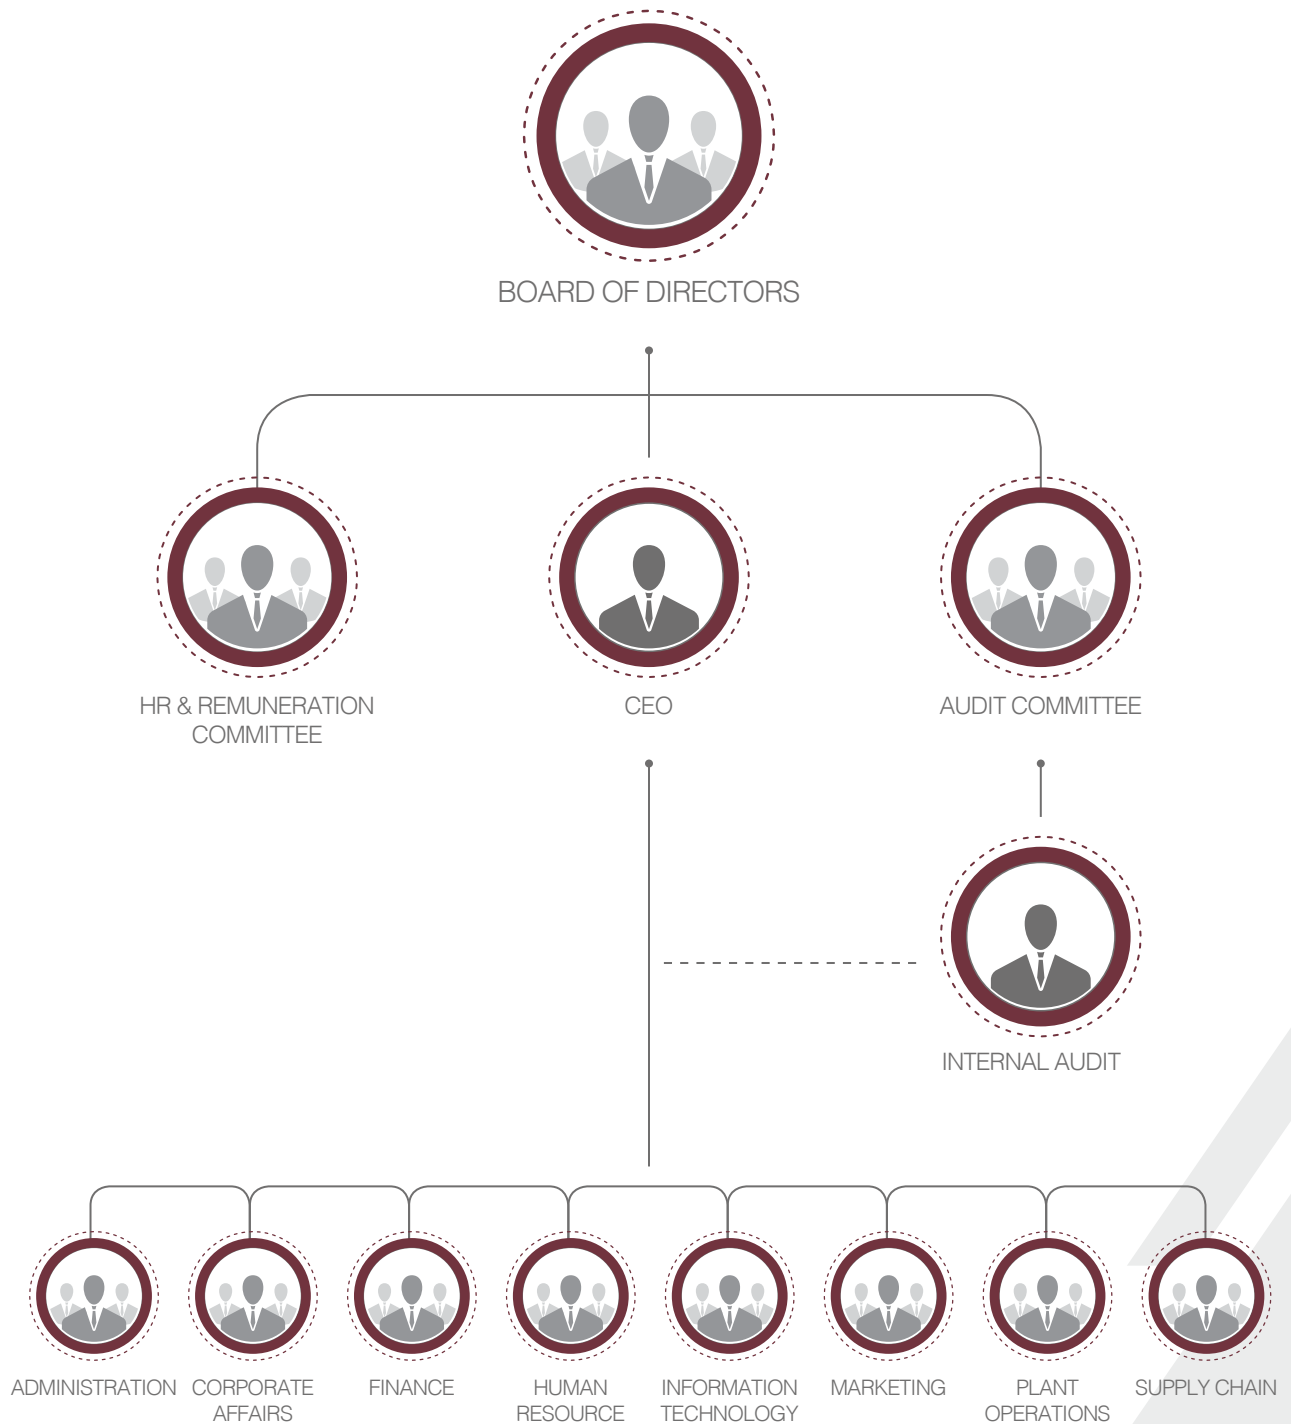 BOARD OF DIRECTORS
HR & REMUNERATION
COMMITTEE
CEO
AUDIT COMMITTEE
INTERNAL AUDIT
ADMINISTRATION
CORPORATE
AFFAIRS
FINANCE
HUMAN
RESOURCE
INFORMATION
TECHNOLOGY
MARKETING
PLANT
OPERATIONS
SUPPLY CHAIN